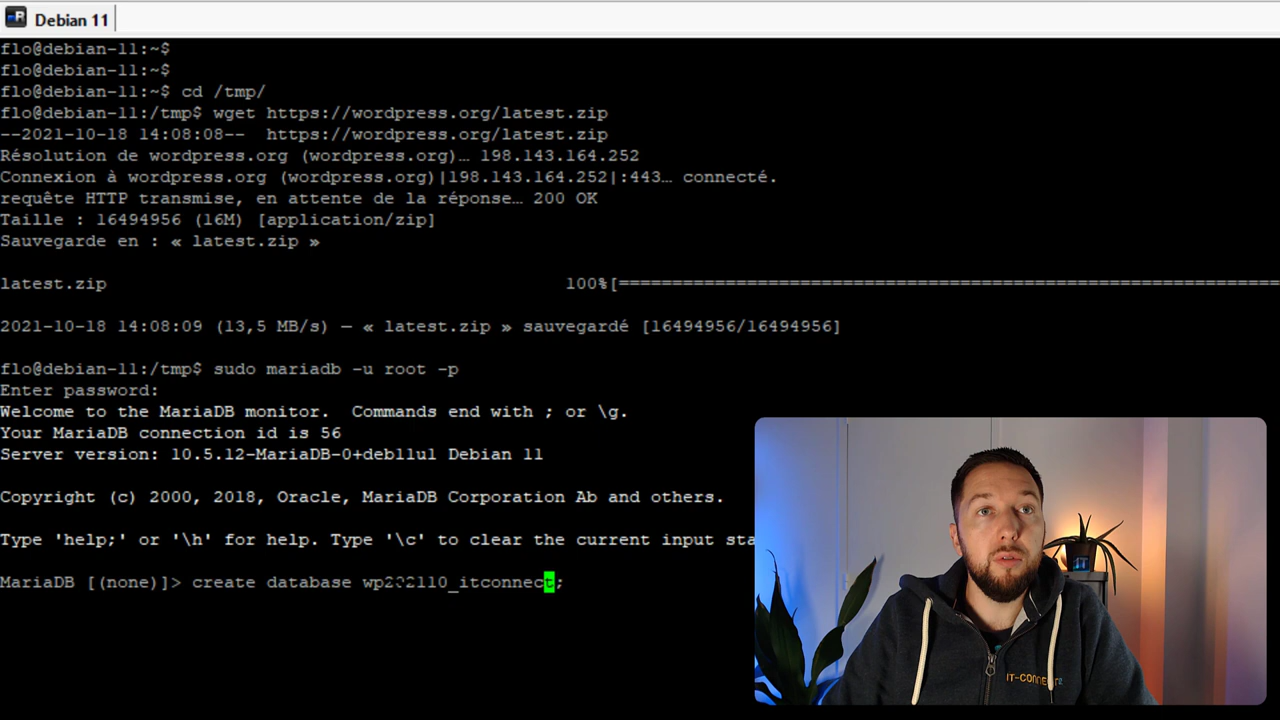 Debian 11
flo@debian-11:~$
flo@debian-11:~$
flo@debian-11:~$ cd /tmp/
flo@debian-11:/tmp$ wget https://wordpress.org/latest.zip
--2021-10-18 14:08:08-- https://wordpress.org/latest.zip
Résolution de wordpress.org (wordpress.org)… 198.143.164.252
Connexion à wordpress.org (wordpress.org)|198.143.164.252|:443… connecté.
requête HTTP transmise, en attente de la réponse… 200 OK
Taille : 16494956 (16M) [application/zip]
Sauvegarde en : « latest.zip »
latest.zip 100%[===============================================================
2021-10-18 14:08:09 (13,5 MB/s) — « latest.zip » sauvegardé [16494956/16494956]
flo@debian-11:/tmp$ sudo mariadb -u root -p
Enter password:
Welcome to the MariaDB monitor. Commands end with ; or \g.
Your MariaDB connection id is 56
Server version: 10.5.12-MariaDB-0+deb11u1 Debian 11
Copyright (c) 2000, 2018, Oracle, MariaDB Corporation Ab and others.
Type 'help;' or '\h' for help. Type '\c' to clear the current input sta
MariaDB [(none)]> create database wp202110_itconnect;
IT-CONNECT
IT